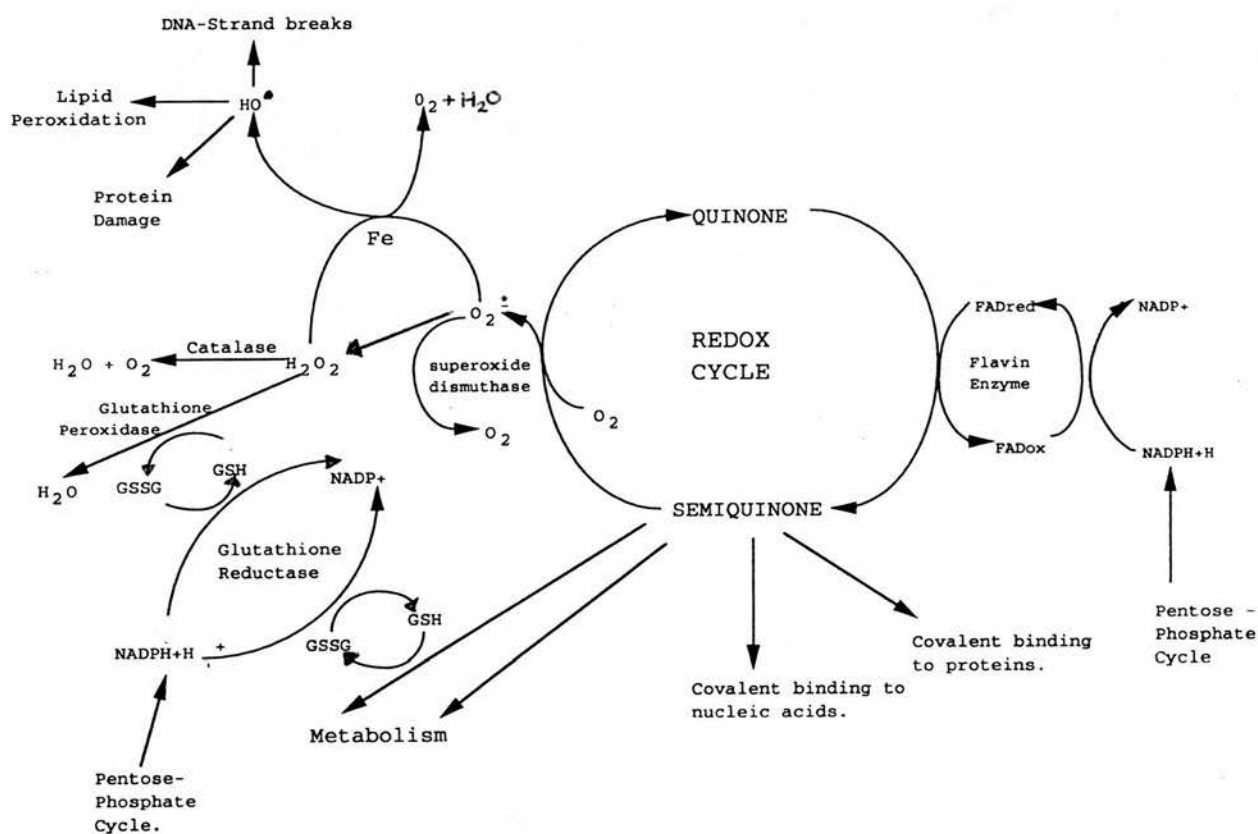 DNA-Strand breaks
Lipid
Peroxidation
HO•
O₂ + H₂O
Protein
Damage
Fe
QUINONE
O₂ ∸
FADred
NADP+
REDOX
CYCLE
Catalase
H₂O + O₂
H₂O₂
superoxide
dismuthase
Flavin
Enzyme
Glutathione
Peroxidase
O₂
O₂
FADox
NADPH+H
GSH
NADP+
H₂O
GSSG
SEMIQUINONE
Glutathione
Reductase
GSH
GSSG
NADPH+H +
Pentose -
Phosphate
Cycle
Covalent binding
to proteins.
Covalent binding to
nucleic acids.
Metabolism
Pentose-
Phosphate
Cycle.